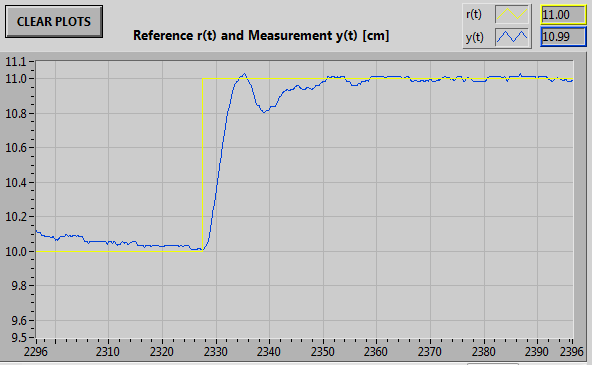 CLEAR PLOTS
Reference r(t) and Measurement y(t) [cm]
r(t) 11.00
y(t) 10.99
11.1
11.0
10.8
10.6
10.4
10.2
10.0
9.8
9.6
9.5
2296 2310 2320 2330 2340 2350 2360 2370 2380 2390 2396